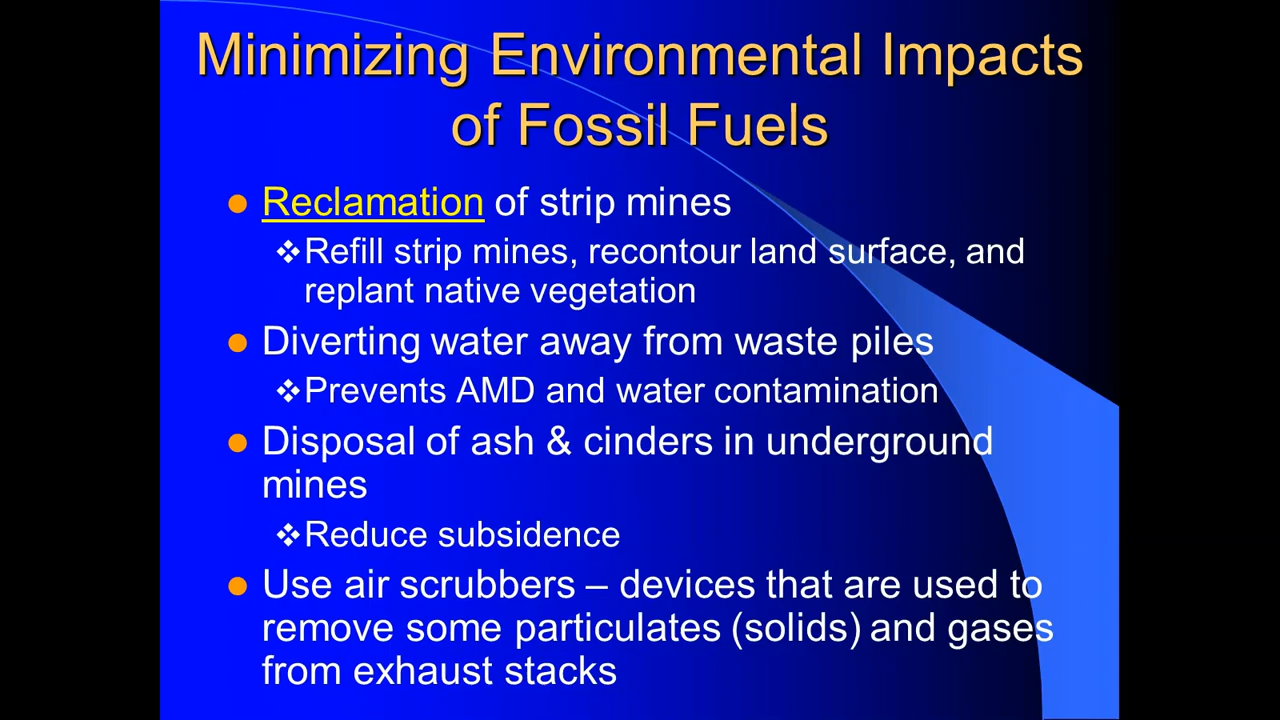 Minimizing Environmental Impacts
of Fossil Fuels
Reclamation of strip mines
Refill strip mines, recontour land surface, and
replant native vegetation
Diverting water away from waste piles
Prevents AMD and water contamination
Disposal of ash & cinders in underground
mines
Reduce subsidence
Use air scrubbers – devices that are used to
remove some particulates (solids) and gases
from exhaust stacks